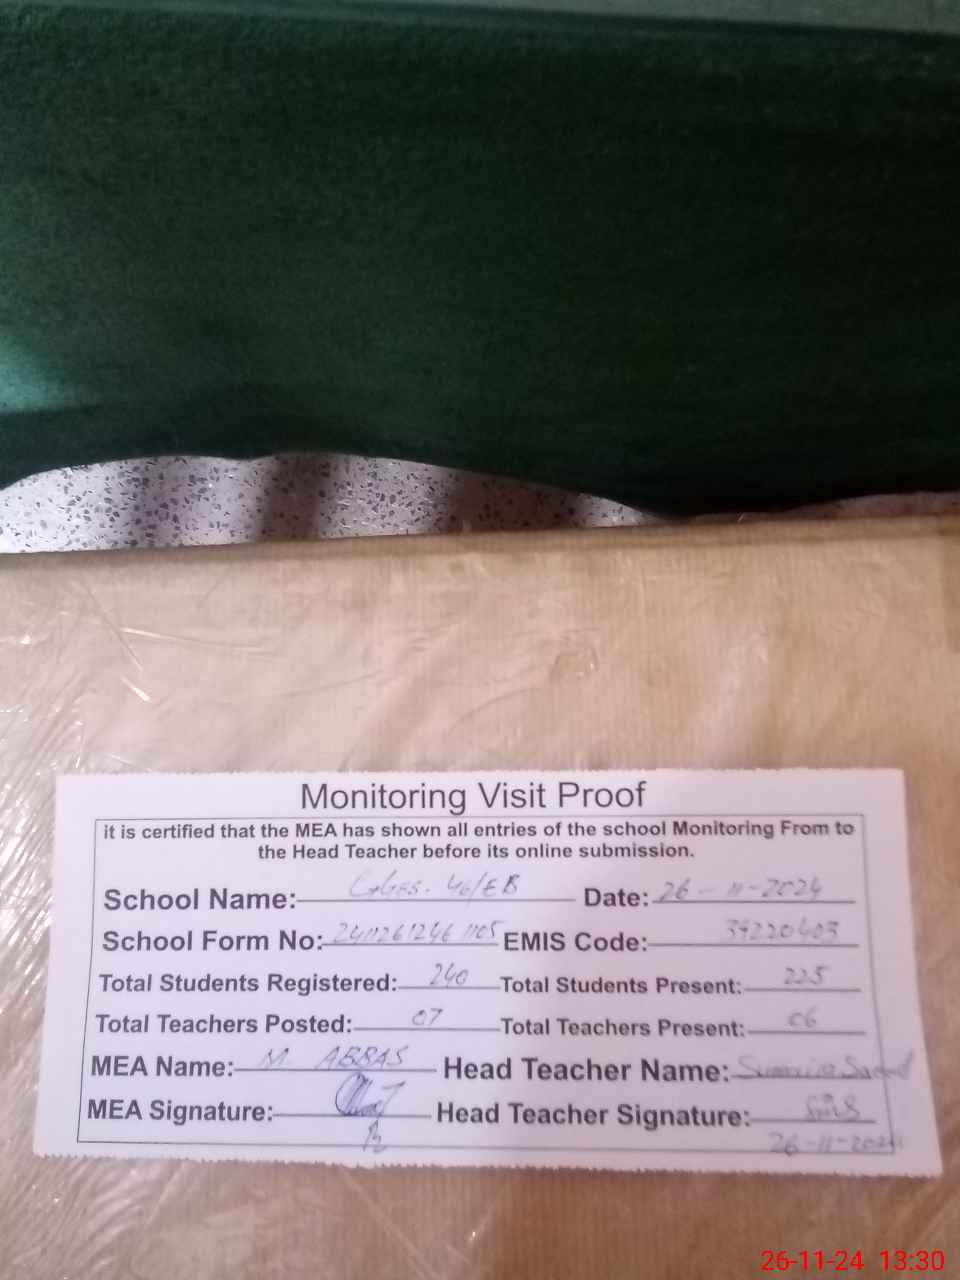 Monitoring Visit Proof
it is certified that the MEA has shown all entries of the school Monitoring From to
the Head Teacher before its online submission.
School Name: GGES. 46/EB Date: 26-11-2024
School Form No: EMIS Code: 39220403
Total Students Registered: 240 Total Students Present: 225
Total Teachers Posted: 07 Total Teachers Present: 06
MEA Name: M. ABBAS Head Teacher Name:
MEA Signature: Head Teacher Signature:
26-11-2024
26-11-24 13:30